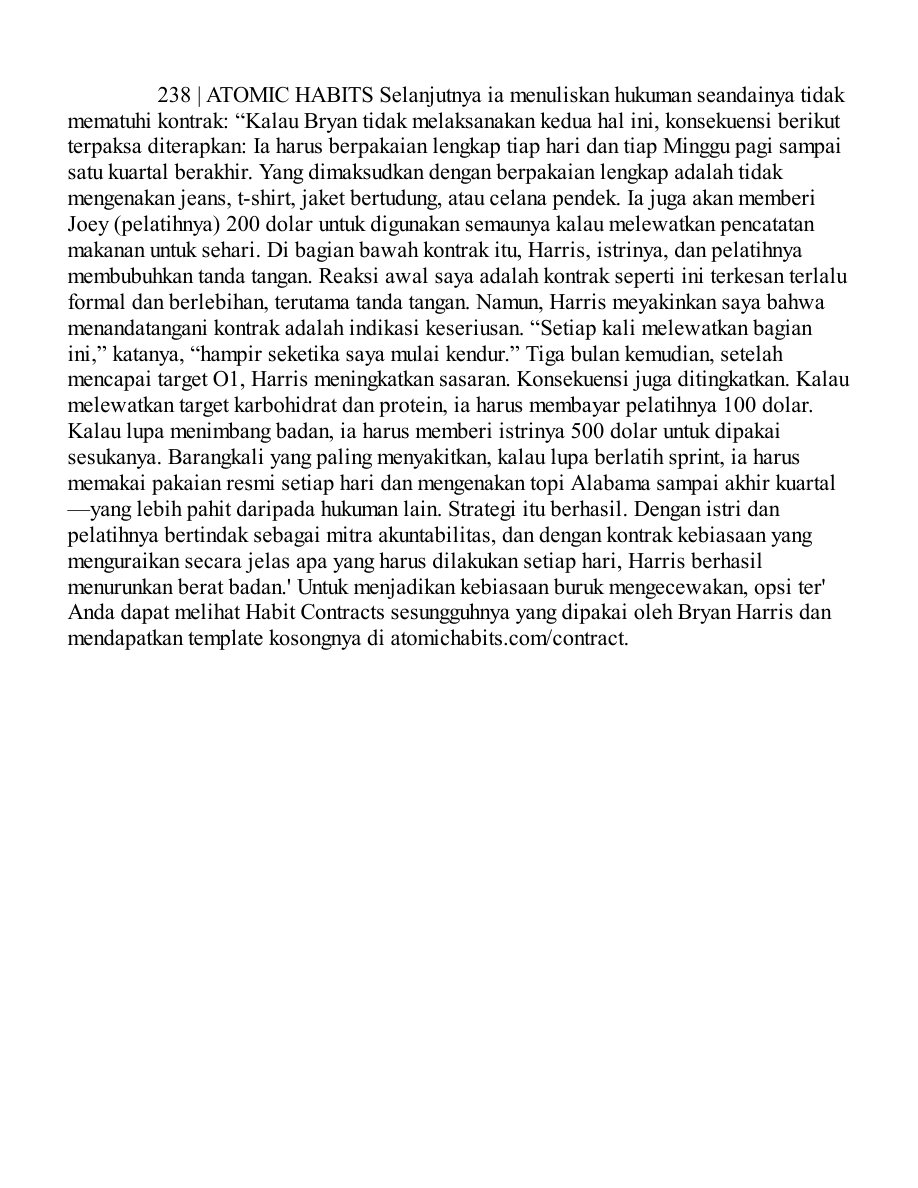 238 | ATOMIC HABITS Selanjutnya ia menuliskan hukuman seandainya tidak
mematuhi kontrak: “Kalau Bryan tidak melaksanakan kedua hal ini, konsekuensi berikut
terpaksa diterapkan: Ia harus berpakaian lengkap tiap hari dan tiap Minggu pagi sampai
satu kuartal berakhir. Yang dimaksudkan dengan berpakaian lengkap adalah tidak
mengenakan jeans, t-shirt, jaket bertudung, atau celana pendek. Ia juga akan memberi
Joey (pelatihnya) 200 dolar untuk digunakan semaunya kalau melewatkan pencatatan
makanan untuk sehari. Di bagian bawah kontrak itu, Harris, istrinya, dan pelatihnya
membubuhkan tanda tangan. Reaksi awal saya adalah kontrak seperti ini terkesan terlalu
formal dan berlebihan, terutama tanda tangan. Namun, Harris meyakinkan saya bahwa
menandatangani kontrak adalah indikasi keseriusan. “Setiap kali melewatkan bagian
ini,” katanya, “hampir seketika saya mulai kendur.” Tiga bulan kemudian, setelah
mencapai target O1, Harris meningkatkan sasaran. Konsekuensi juga ditingkatkan. Kalau
melewatkan target karbohidrat dan protein, ia harus membayar pelatihnya 100 dolar.
Kalau lupa menimbang badan, ia harus memberi istrinya 500 dolar untuk dipakai
sesukanya. Barangkali yang paling menyakitkan, kalau lupa berlatih sprint, ia harus
memakai pakaian resmi setiap hari dan mengenakan topi Alabama sampai akhir kuartal
—yang lebih pahit daripada hukuman lain. Strategi itu berhasil. Dengan istri dan
pelatihnya bertindak sebagai mitra akuntabilitas, dan dengan kontrak kebiasaan yang
menguraikan secara jelas apa yang harus dilakukan setiap hari, Harris berhasil
menurunkan berat badan.' Untuk menjadikan kebiasaan buruk mengecewakan, opsi ter'
Anda dapat melihat Habit Contracts sesungguhnya yang dipakai oleh Bryan Harris dan
mendapatkan template kosongnya di atomichabits.com/contract.